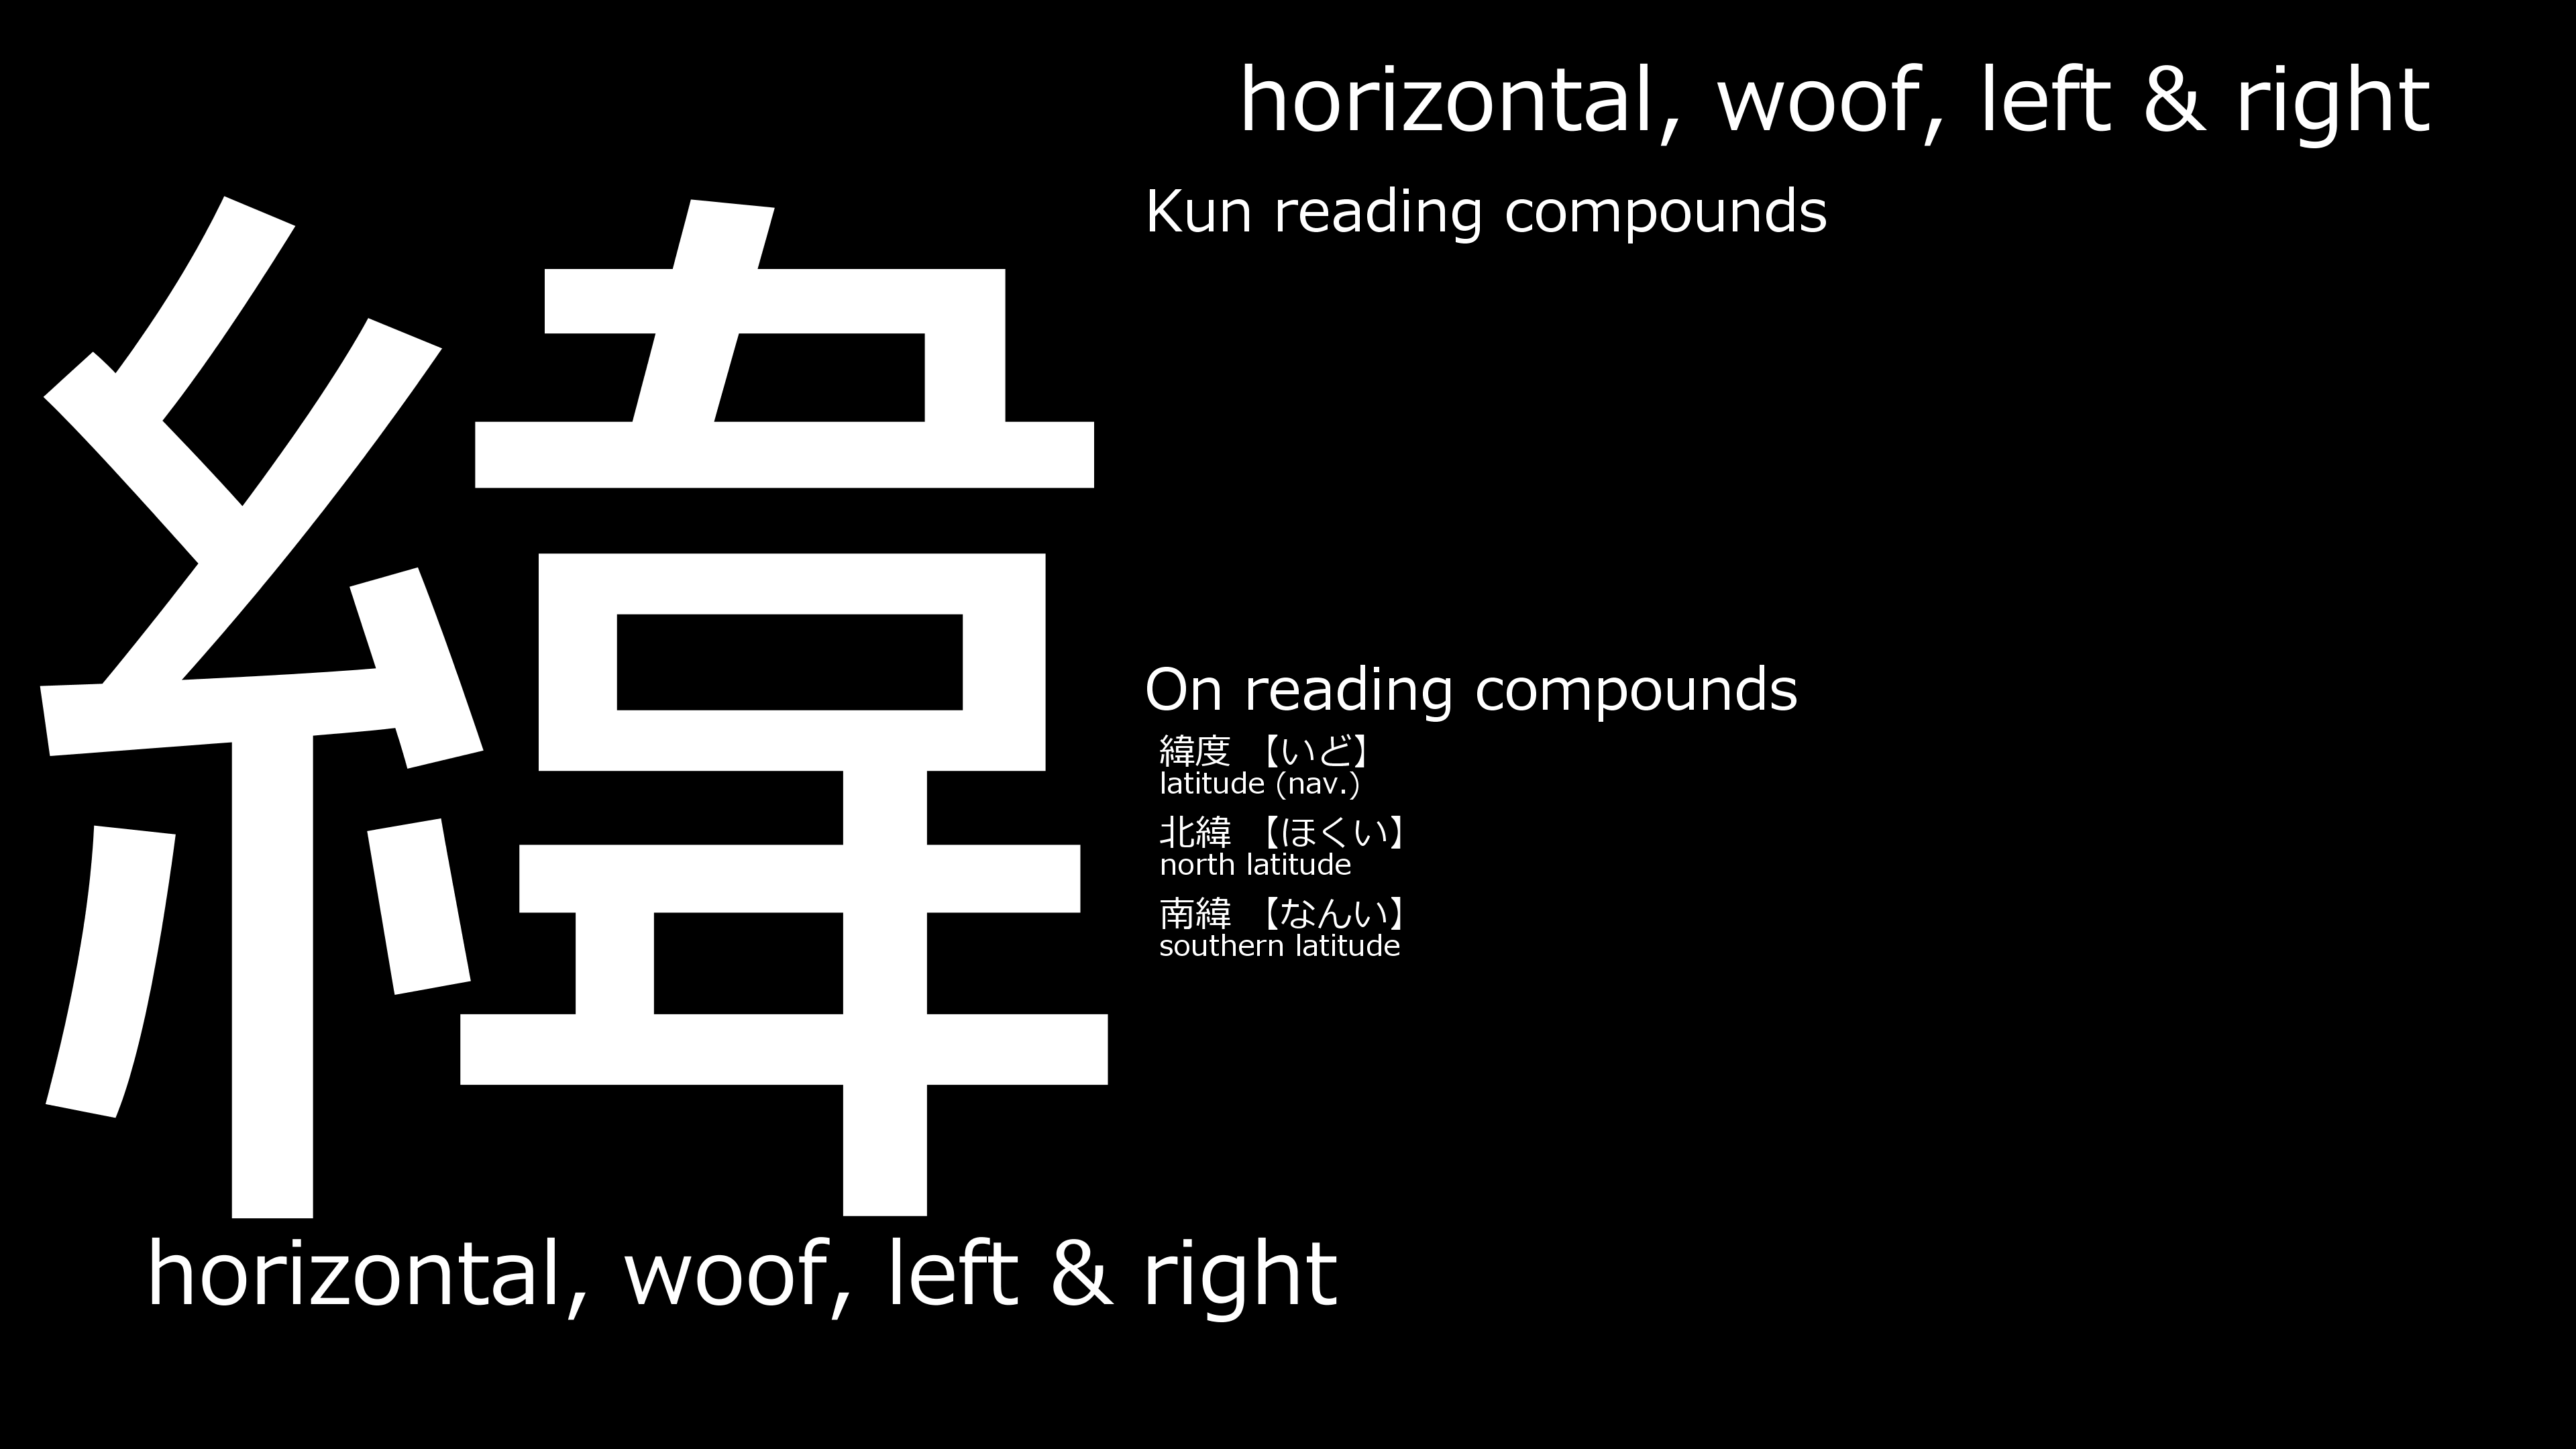 緯
horizontal, woof, left & right
horizontal, woof, left & right
Kun reading compounds
On reading compounds
緯度 【いど】
latitude (nav.)
北緯 【ほくい】
north latitude
南緯 【なんい】
southern latitude